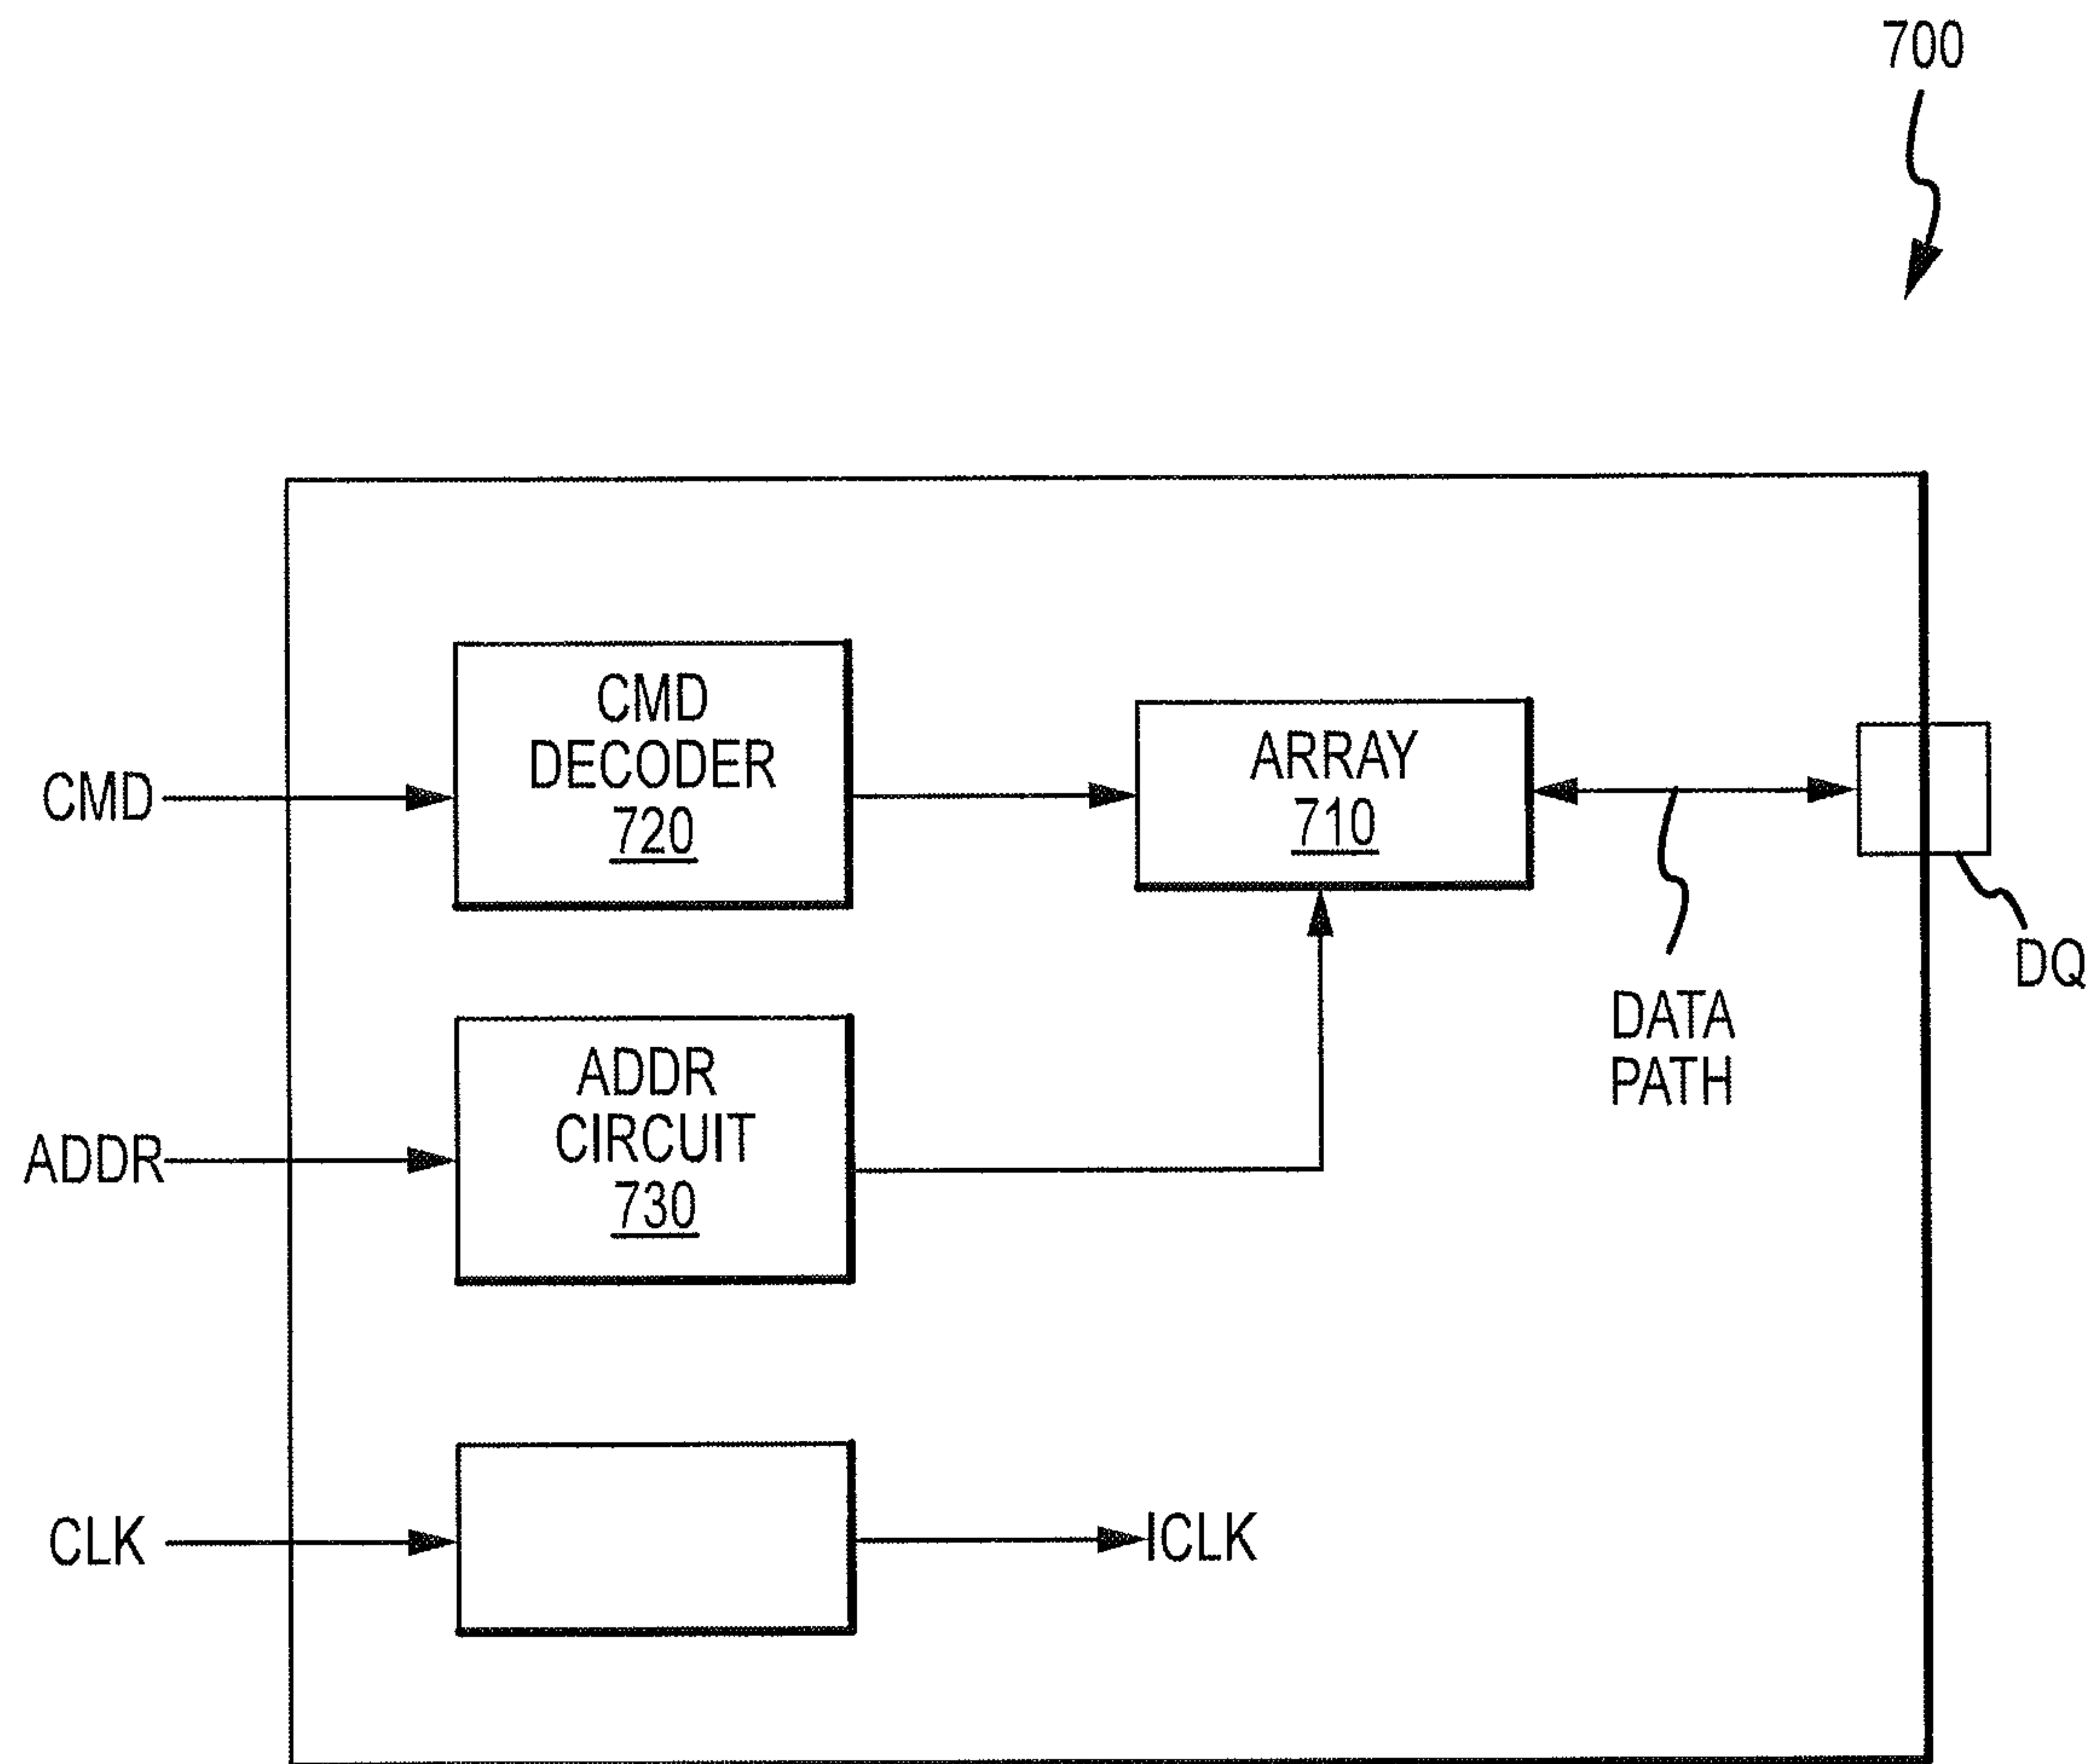 700
CMD
DECODER
720
ARRAY
710
CMD
DQ
DATA
PATH
ADDR
CIRCUIT
730
ADDR
CLK
ICLK